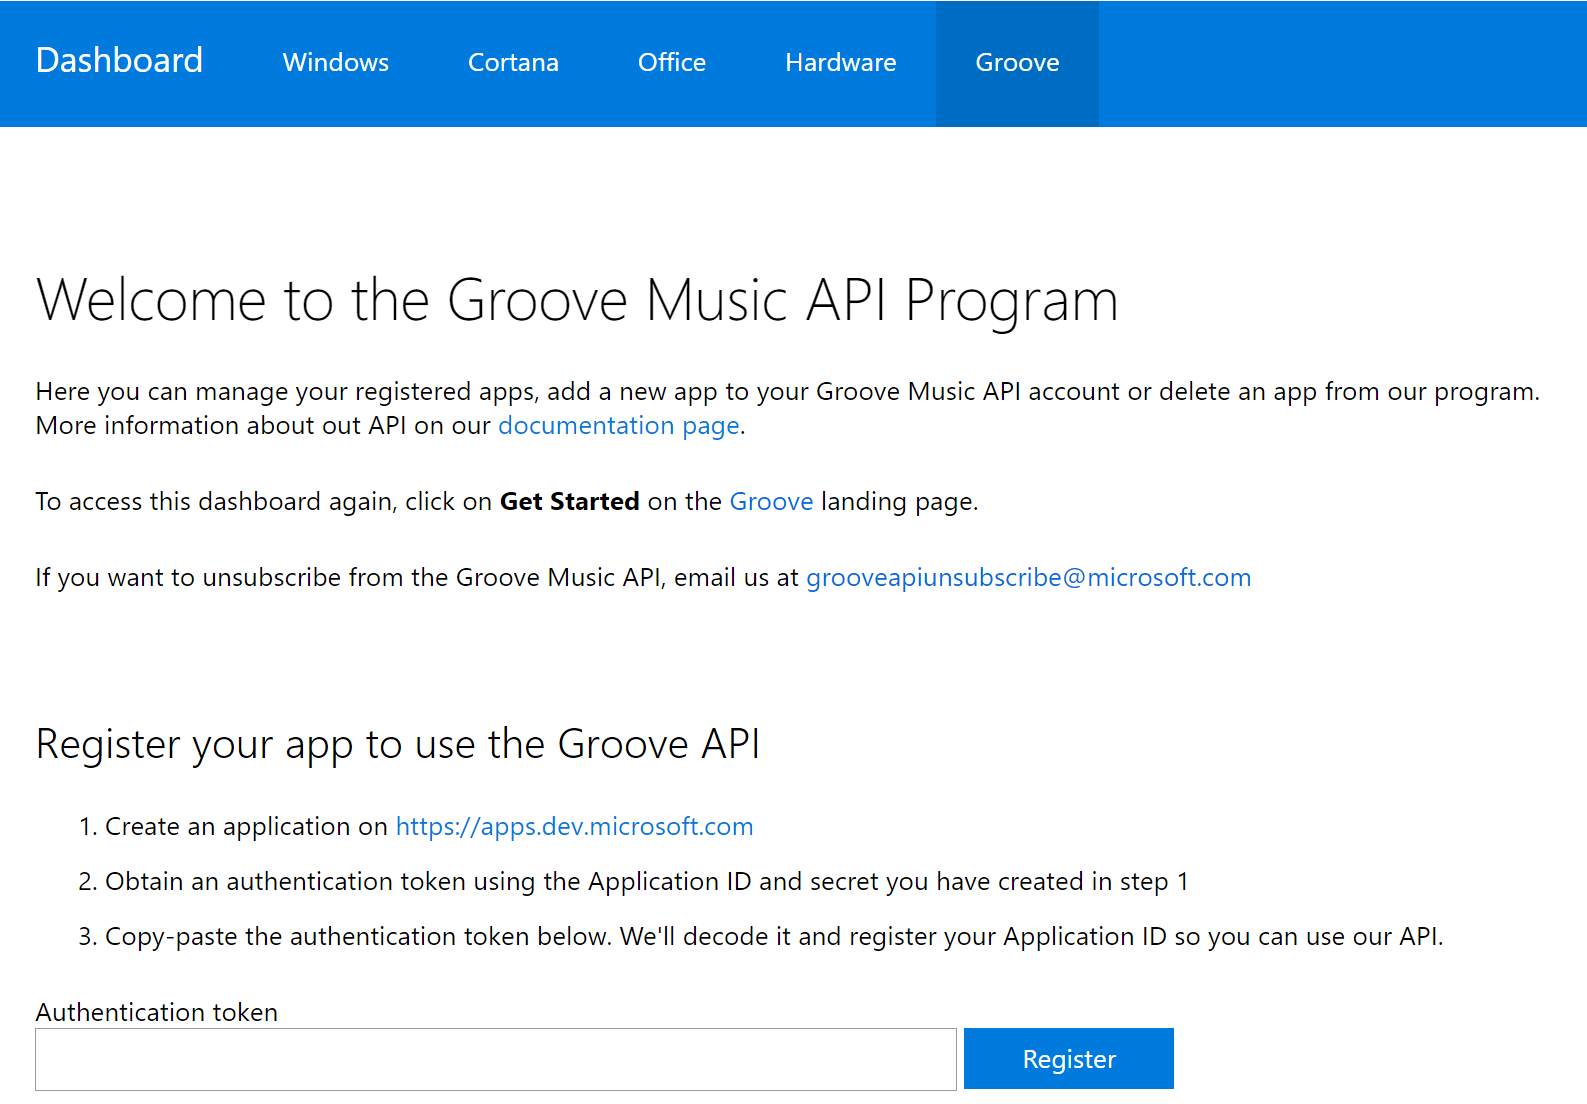 Dashboard Windows Cortana Office Hardware Groove
Welcome to the Groove Music API Program
Here you can manage your registered apps, add a new app to your Groove Music API account or delete an app from our program.
More information about out API on our documentation page.
To access this dashboard again, click on Get Started on the Groove landing page.
If you want to unsubscribe from the Groove Music API, email us at grooveapiunsubscribe@microsoft.com
Register your app to use the Groove API
1. Create an application on https://apps.dev.microsoft.com
2. Obtain an authentication token using the Application ID and secret you have created in step 1
3. Copy-paste the authentication token below. We'll decode it and register your Application ID so you can use our API.
Authentication token
Register